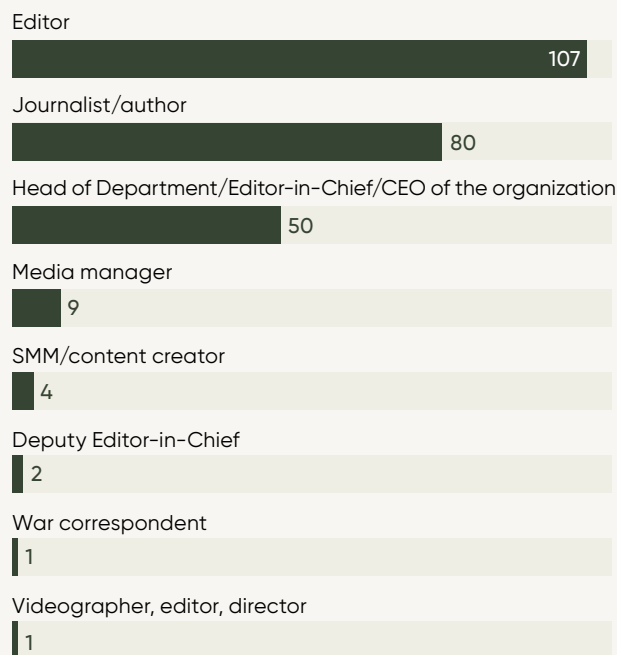 Editor
107
Journalist/author
80
Head of Department/Editor-in-Chief/CEO of the organization
50
Media manager
9
SMM/content creator
4
Deputy Editor-in-Chief
2
War correspondent
1
Videographer, editor, director
1